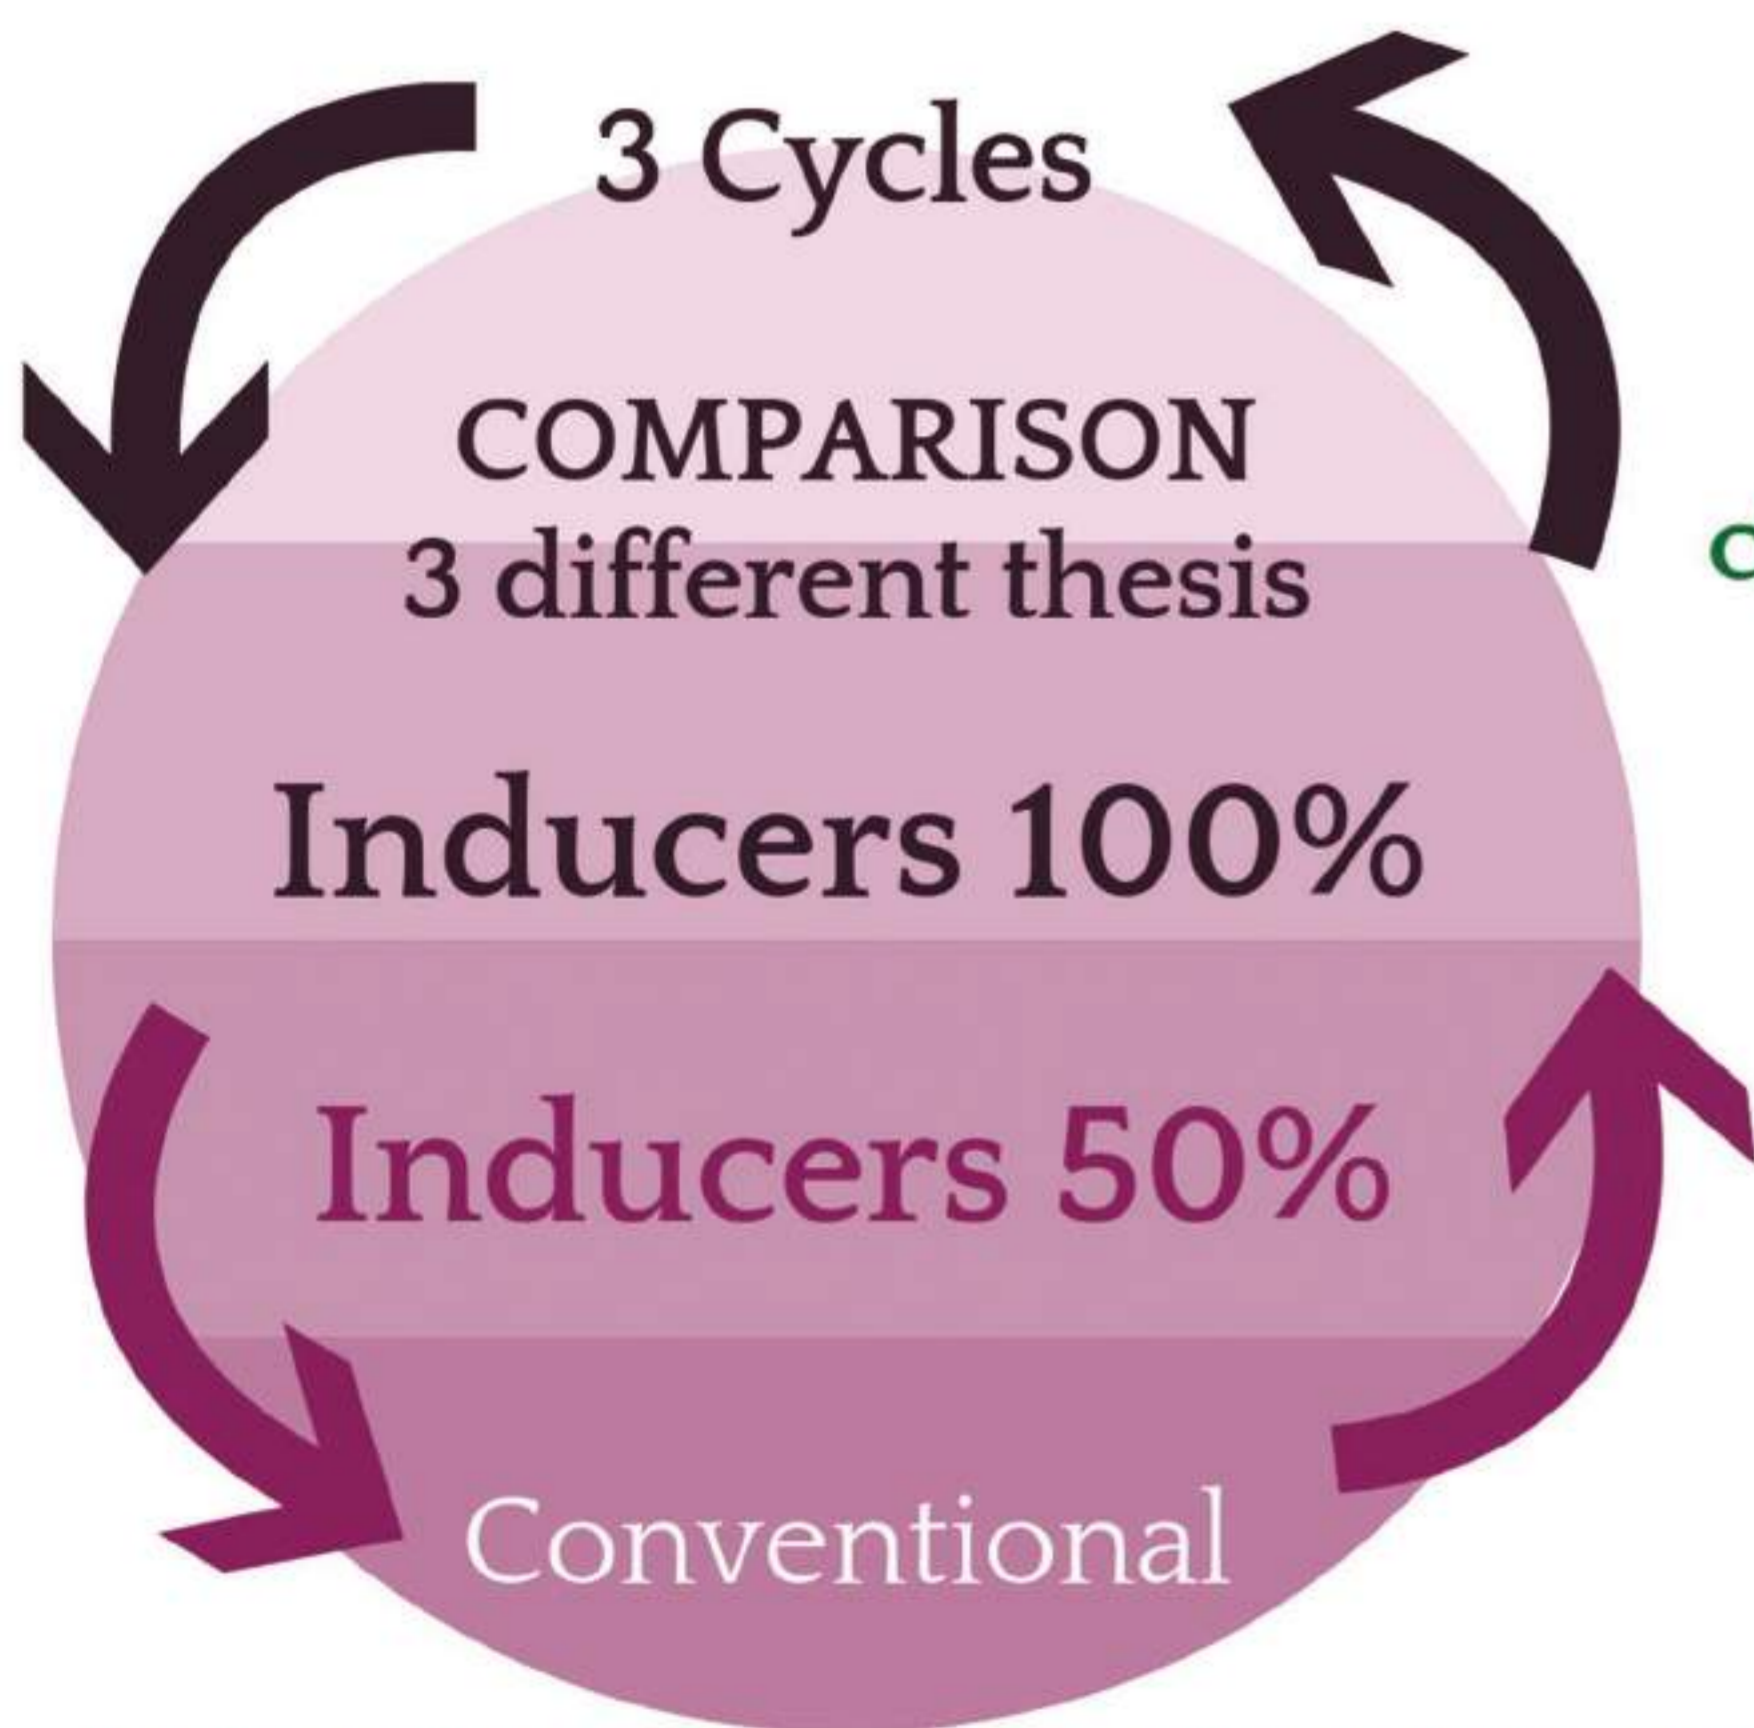 3 Cycles
COMPARISON
3 different thesis
Inducers 100%
Inducers 50%
Conventional